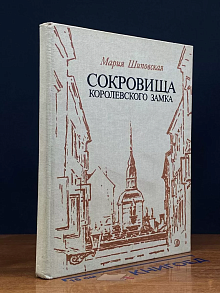 Мария Шиповская
СОКРОВИЩА
КОРОЛЕВСКОГО ЗАМКА